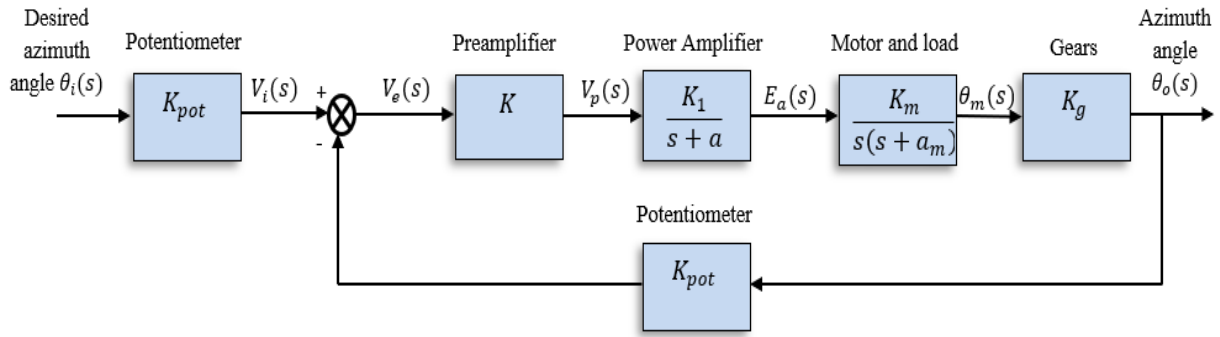 Desired
azimuth
angle θᵢ(s)
Potentiometer
K_pot
V_i(s)
+
-
V_e(s)
Preamplifier
K
V_p(s)
Power Amplifier
K_1
s + a
E_a(s)
Motor and load
K_m
s(s + a_m)
θ_m(s)
Gears
K_g
Azimuth
angle
θ_o(s)
Potentiometer
K_pot